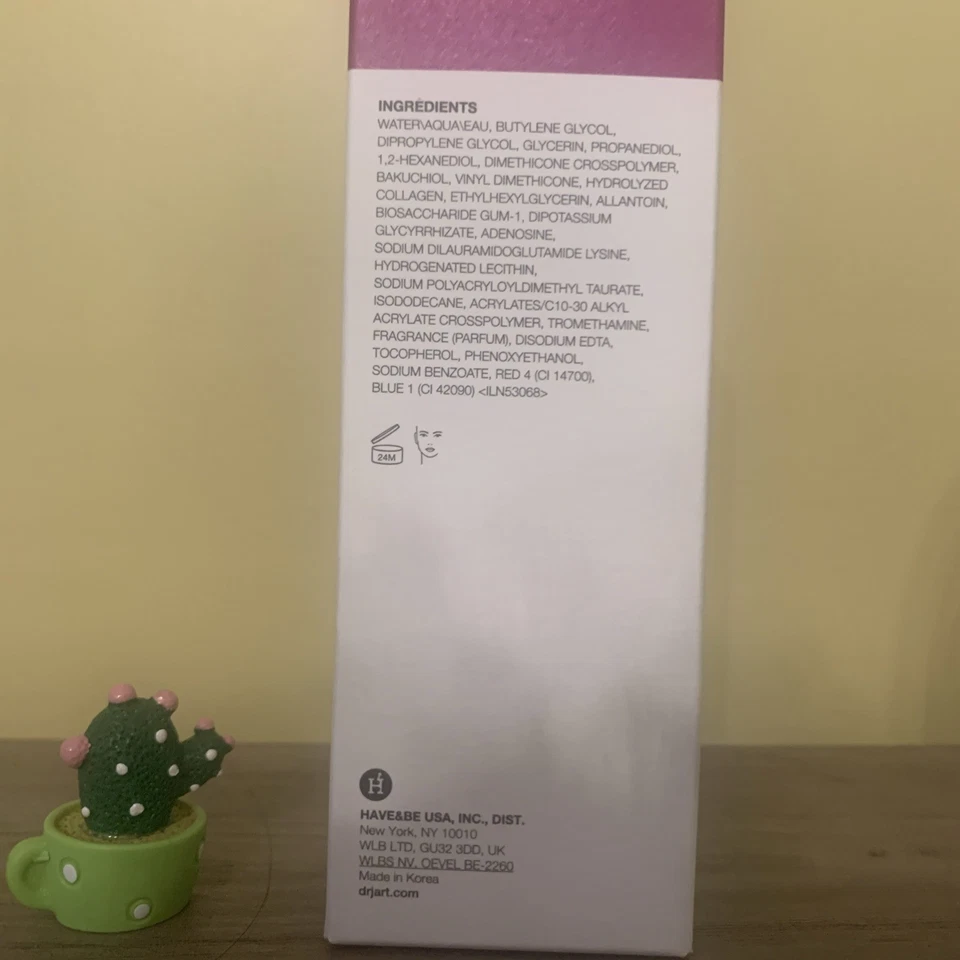 INGRÉDIENTS
WATER\AQUA\EAU, BUTYLENE GLYCOL,
DIPROPYLENE GLYCOL, GLYCERIN, PROPANEDIOL,
1,2-HEXANEDIOL, DIMETHICONE CROSSPOLYMER,
BAKUCHIOL, VINYL DIMETHICONE, HYDROLYZED
COLLAGEN, ETHYLHEXYLGLYCERIN, ALLANTOIN,
BIOSACCHARIDE GUM-1, DIPOTASSIUM
GLYCYRRHIZATE, ADENOSINE,
SODIUM DILAURAMIDOGLUTAMIDE LYSINE,
HYDROGENATED LECITHIN,
SODIUM POLYACRYLOYLDIMETHYL TAURATE,
ISODODECANE, ACRYLATES/C10-30 ALKYL
ACRYLATE CROSSPOLYMER, TROMETHAMINE,
FRAGRANCE (PARFUM), DISODIUM EDTA,
TOCOPHEROL, PHENOXYETHANOL,
SODIUM BENZOATE, RED 4 (CI 14700),
BLUE 1 (CI 42090) <ILN53068>
24M
H
HAVE&BE USA, INC., DIST.
New York, NY 10010
WLB LTD, GU32 3DD, UK
WLBS NV. OEVEL BE-2260
Made in Korea
drjart.com